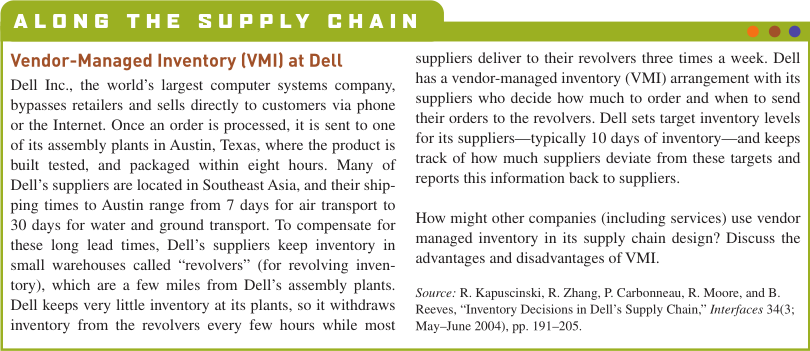 ALONG THE SUPPLY CHAIN
Vendor-Managed Inventory (VMI) at Dell
Dell Inc., the world's largest computer systems company,
bypasses retailers and sells directly to customers via phone
or the Internet. Once an order is processed, it is sent to one
of its assembly plants in Austin, Texas, where the product is
built tested, and packaged within eight hours. Many of
Dell's suppliers are located in Southeast Asia, and their ship-
ping times to Austin range from 7 days for air transport to
30 days for water and ground transport. To compensate for
these long lead times, Dell's suppliers keep inventory in
small warehouses called “revolvers” (for revolving inven-
tory), which are a few miles from Dell's assembly plants.
Dell keeps very little inventory at its plants, so it withdraws
inventory from the revolvers every few hours while most
suppliers deliver to their revolvers three times a week. Dell
has a vendor-managed inventory (VMI) arrangement with its
suppliers who decide how much to order and when to send
their orders to the revolvers. Dell sets target inventory levels
for its suppliers—typically 10 days of inventory—and keeps
track of how much suppliers deviate from these targets and
reports this information back to suppliers.
How might other companies (including services) use vendor
managed inventory in its supply chain design? Discuss the
advantages and disadvantages of VMI.
Source: R. Kapuscinski, R. Zhang, P. Carbonneau, R. Moore, and B.
Reeves, “Inventory Decisions in Dell's Supply Chain,” Interfaces 34(3;
May–June 2004), pp. 191–205.